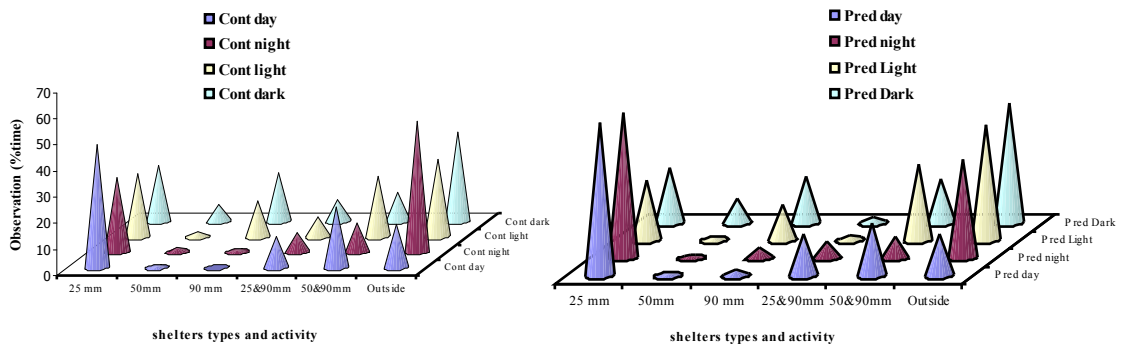 Cont day
Cont night
Cont light
Cont dark
Observation (%time)
70
60
50
40
30
20
10
0
25 mm 50mm 90 mm 25&90mm 50&90mm Outside
Cont dark
Cont light
Cont night
Cont day
shelters types and activity
Pred day
Pred night
Pred Light
Pred Dark
25 mm 50mm 90 mm 25&90mm 50&90mm Outside
Pred Dark
Pred Light
Pred night
Pred day
shelters types and activity